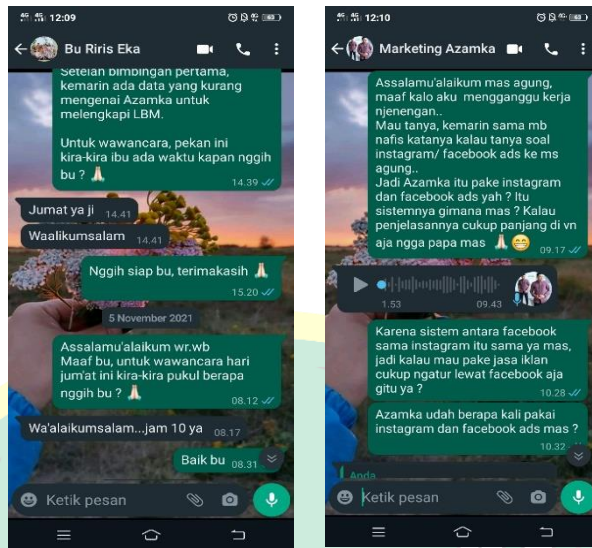 12:09
Bu Riris Eka
Setelah bimbingan pertama,
kemarin ada data yang kurang
mengenai Azamka untuk
melengkapi LBM.
Untuk wawancara, pekan ini
kira-kira ibu ada waktu kapan nggih
bu ? 🙏🏻
14.39
Jumat ya ji 14.41
Waalikumsalam 14.41
Nggih siap bu, terimakasih 🙏🏻
15.20
5 November 2021
Assalamu'alaikum wr.wb
Maaf bu, untuk wawancara hari
jum'at ini kira-kira pukul berapa
nggih bu ? 🙏🏻
08.12
Wa'alaikumsalam...jam 10 ya 08.17
Baik bu 08.31
Ketik pesan
12:10
Marketing Azamka
Assalamu'alaikum mas agung,
maaf kalo aku mengganggu kerja
njenengan..
Mau tanya, kemarin sama mb
nafis katanya kalau tanya soal
instagram/ facebook ads ke ms
agung..
Jadi Azamka itu pake instagram
dan facebook ads yah ? Itu
sistemnya gimana mas ? Kalau
penjelasannya cukup panjang di vn
aja ngga papa mas 🙏🏻😁
09.17
1.53 09.43
Karena sistem antara facebook
sama instagram itu sama ya mas,
jadi kalau mau pake jasa iklan
cukup ngatur lewat facebook aja
gitu ya ?
10.28
Azamka udah berapa kali pakai
instagram dan facebook ads mas ?
10.32
Anda
Ketik pesan